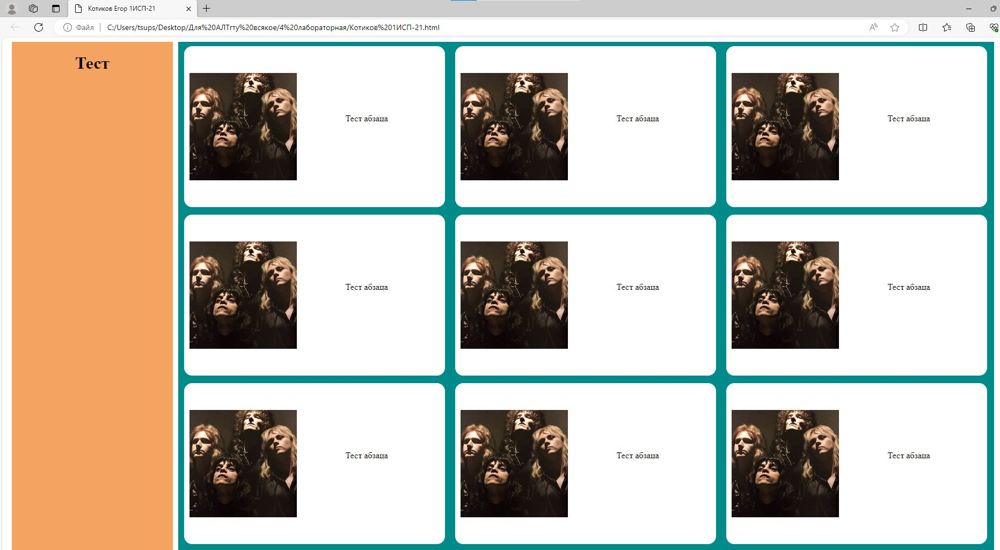 Котиков Егор 1ИСП-21
Файл
C:/Users/tsups/Desktop/Для%20АЛТгту%20всякое/4%20лабораторная/Котиков%201ИСП-21.html
Тест
Тест абзаца
Тест абзаца
Тест абзаца
Тест абзаца
Тест абзаца
Тест абзаца
Тест абзаца
Тест абзаца
Тест абзаца